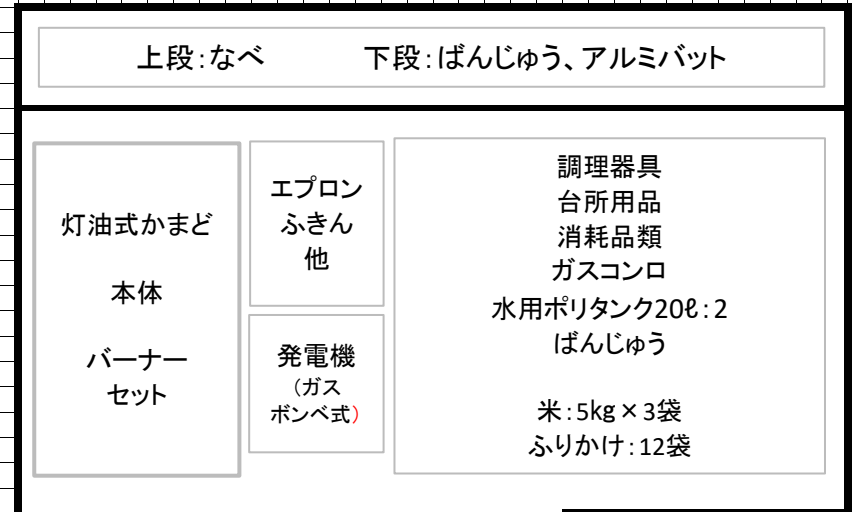 上段：なべ　　　下段：ばんじゅう、アルミバット
灯油式かまど
本体
バーナー
セット
エプロン
ふきん
他
発電機
（ガス
ボンベ式）
調理器具
台所用品
消耗品類
ガスコンロ
水用ポリタンク20ℓ：2
ばんじゅう
米：5kg×3袋
ふりかけ：12袋